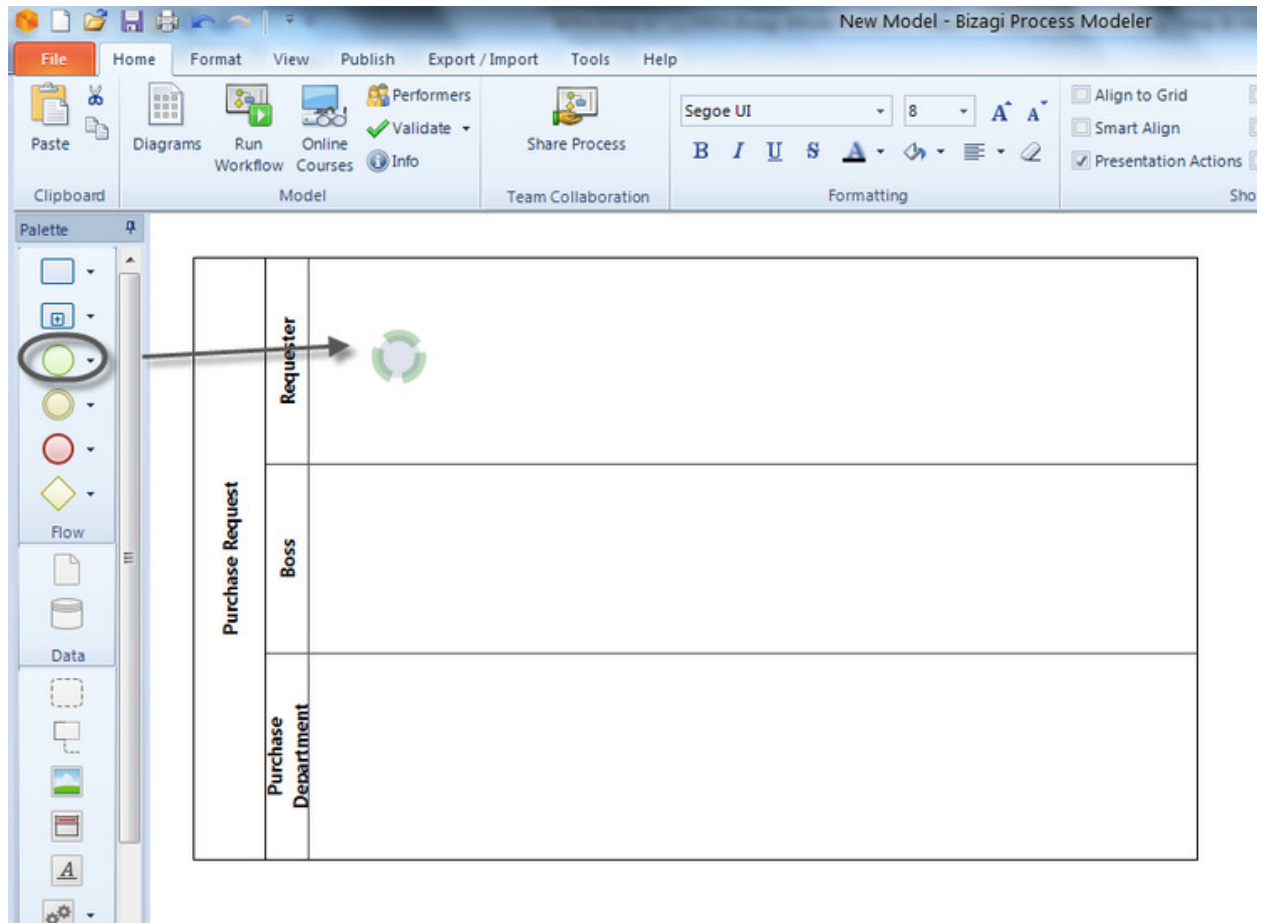 New Model - Bizagi Process Modeler
File Home Format View Publish Export / Import Tools Help
Paste
Clipboard
Diagrams
Run Workflow
Online Courses
Performers
Validate
Info
Model
Share Process
Team Collaboration
Segoe UI 8 A A
B I U S A
Formatting
Align to Grid
Smart Align
Presentation Actions
Sho
Palette
Flow
Data
A
Purchase Request
Requester
Boss
Purchase
Department